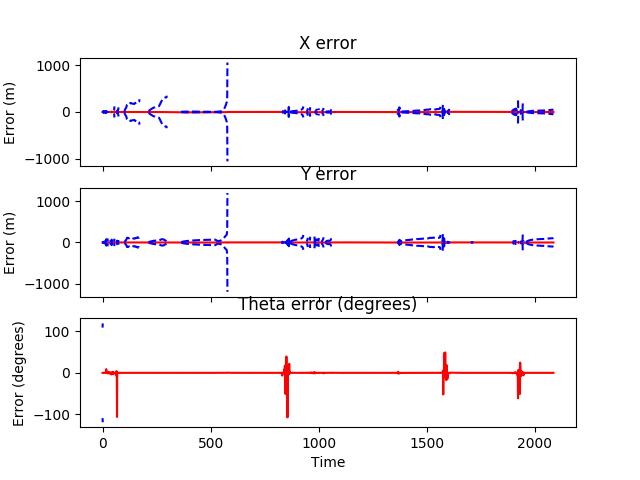 X error
Error (m)
1000
0
−1000
Y error
Error (m)
1000
0
−1000
Theta error (degrees)
Error (degrees)
100
0
−100
0 500 1000 1500 2000
Time